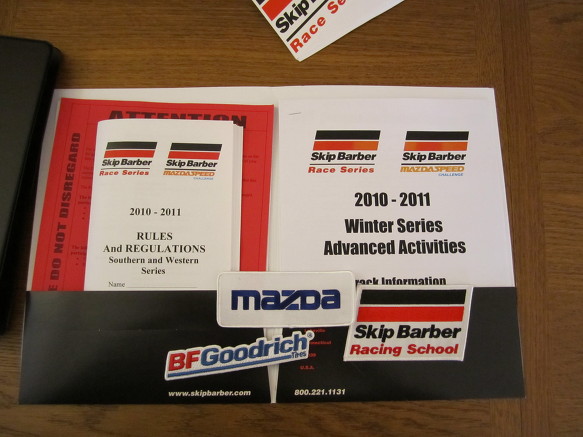 Skip Barber
Race Series
ATTENTION
DO NOT DISREGARD
Skip Barber
Race Series
Skip Barber
MAZDASPEED
CHALLENGE
2010 - 2011
RULES
And REGULATIONS
Southern and Western
Series
Name
Skip Barber
Race Series
Skip Barber
MAZDASPEED
CHALLENGE
2010 - 2011
Winter Series
Advanced Activities
Track Information
mazda
BFGoodrich
Tires
Skip Barber
Racing School
U.S.A.
www.skipbarber.com
800.221.1131